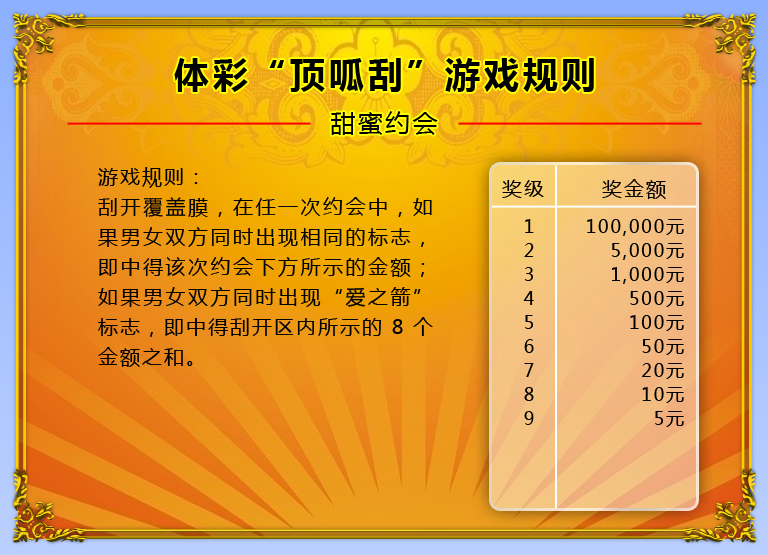 体彩“顶呱刮”游戏规则
甜蜜约会
游戏规则：
刮开覆盖膜，在任一次约会中，如
果男女双方同时出现相同的标志，
即中得该次约会下方所示的金额；
如果男女双方同时出现“爱之箭”
标志，即中得刮开区内所示的 8 个
金额之和。
奖级 奖金额
1 100,000元
2 5,000元
3 1,000元
4 500元
5 100元
6 50元
7 20元
8 10元
9 5元